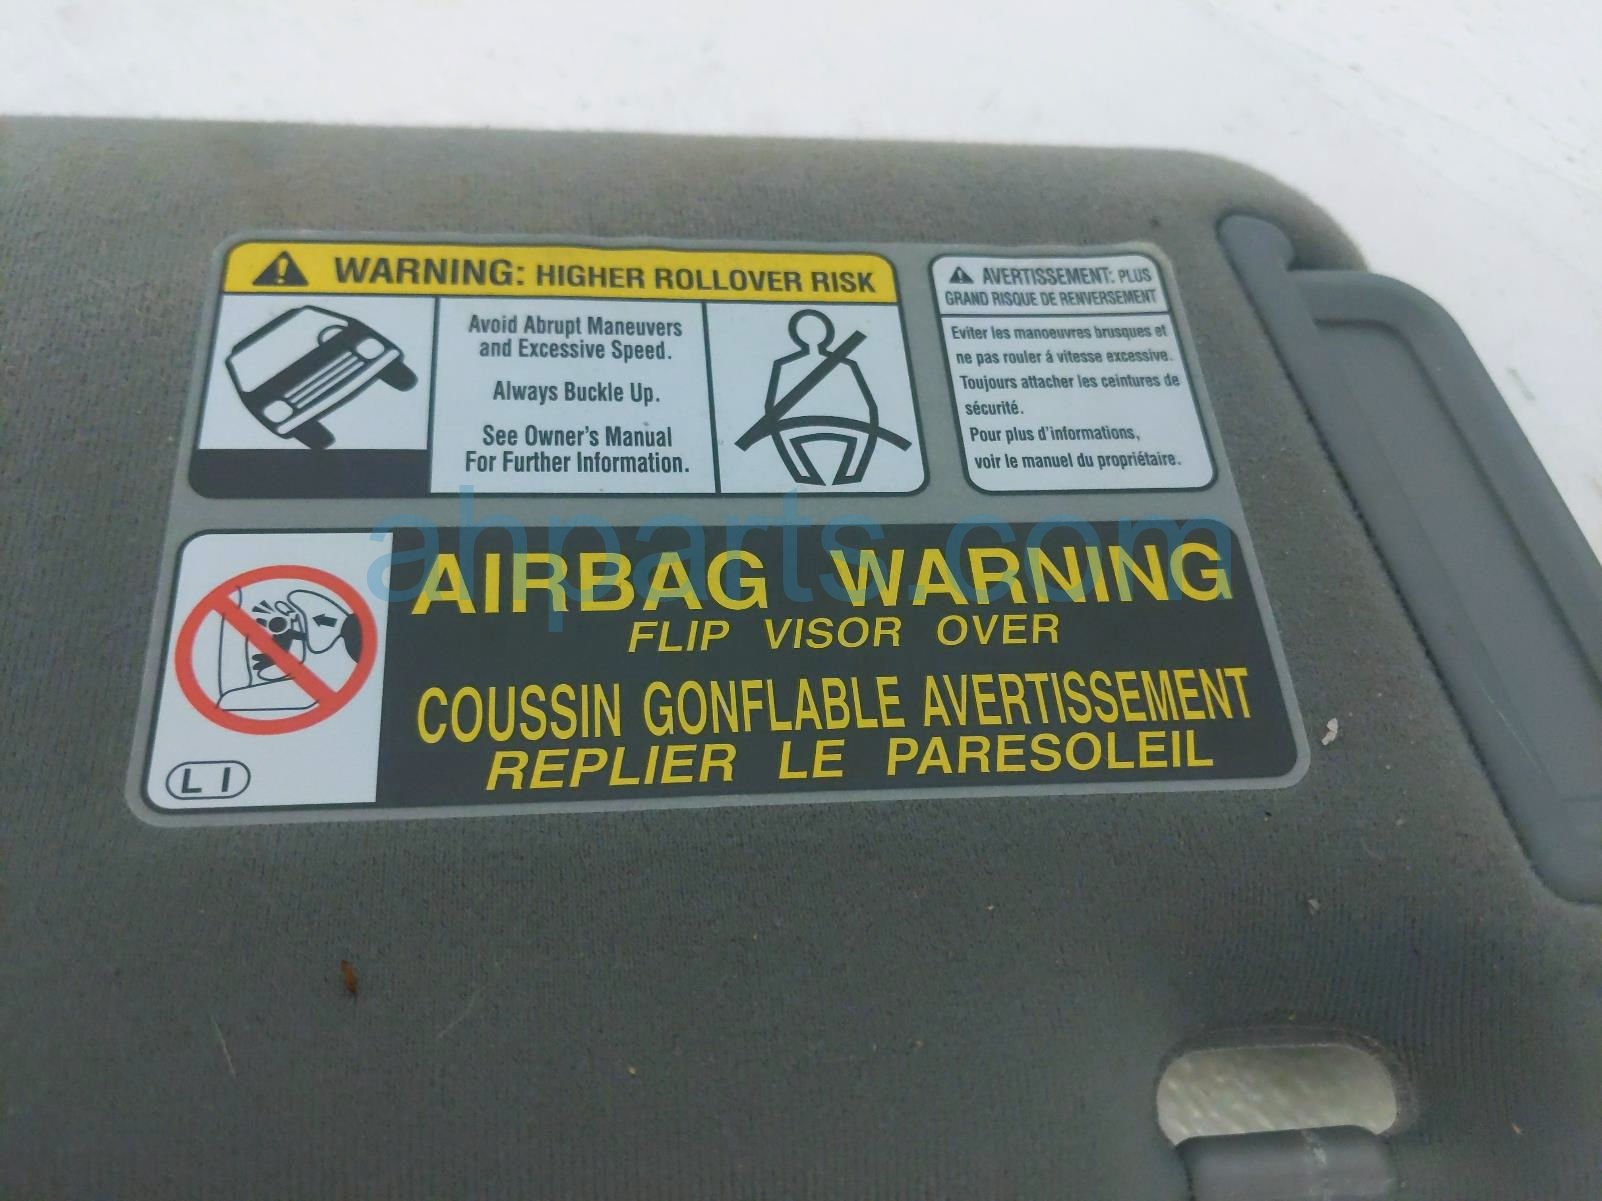 WARNING: HIGHER ROLLOVER RISK
Avoid Abrupt Maneuvers
and Excessive Speed.
Always Buckle Up.
See Owner's Manual
For Further Information.
AVERTISSEMENT: PLUS
GRAND RISQUE DE RENVERSEMENT
Eviter les manoeuvres brusques et
ne pas rouler á vitesse excessive.
Toujours attacher les ceintures de
sécurité.
Pour plus d'informations,
voir le manuel du propriétaire.
ahparts.com
AIRBAG WARNING
FLIP VISOR OVER
COUSSIN GONFLABLE AVERTISSEMENT
REPLIER LE PARESOLEIL
L I